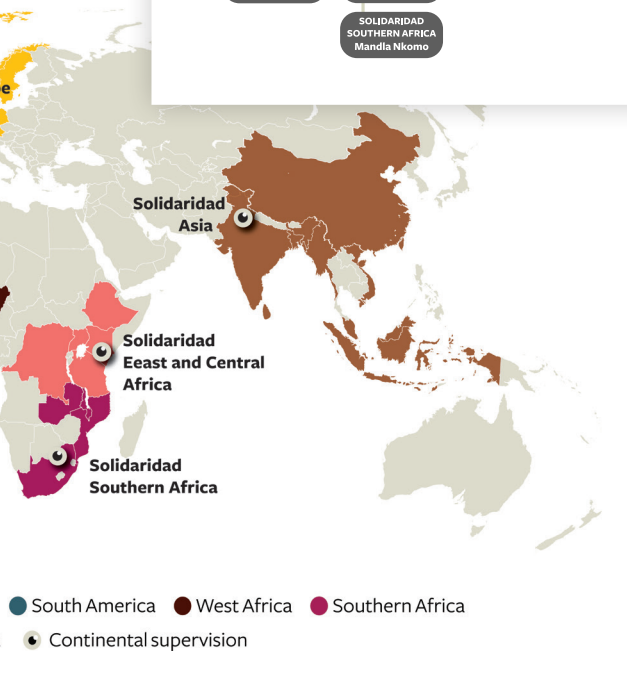 SOLIDARIDAD
SOUTHERN AFRICA
Mandla Nkomo
Solidaridad
Asia
Solidaridad
Eeast and Central
Africa
Solidaridad
Southern Africa
South America
West Africa
Southern Africa
Continental supervision